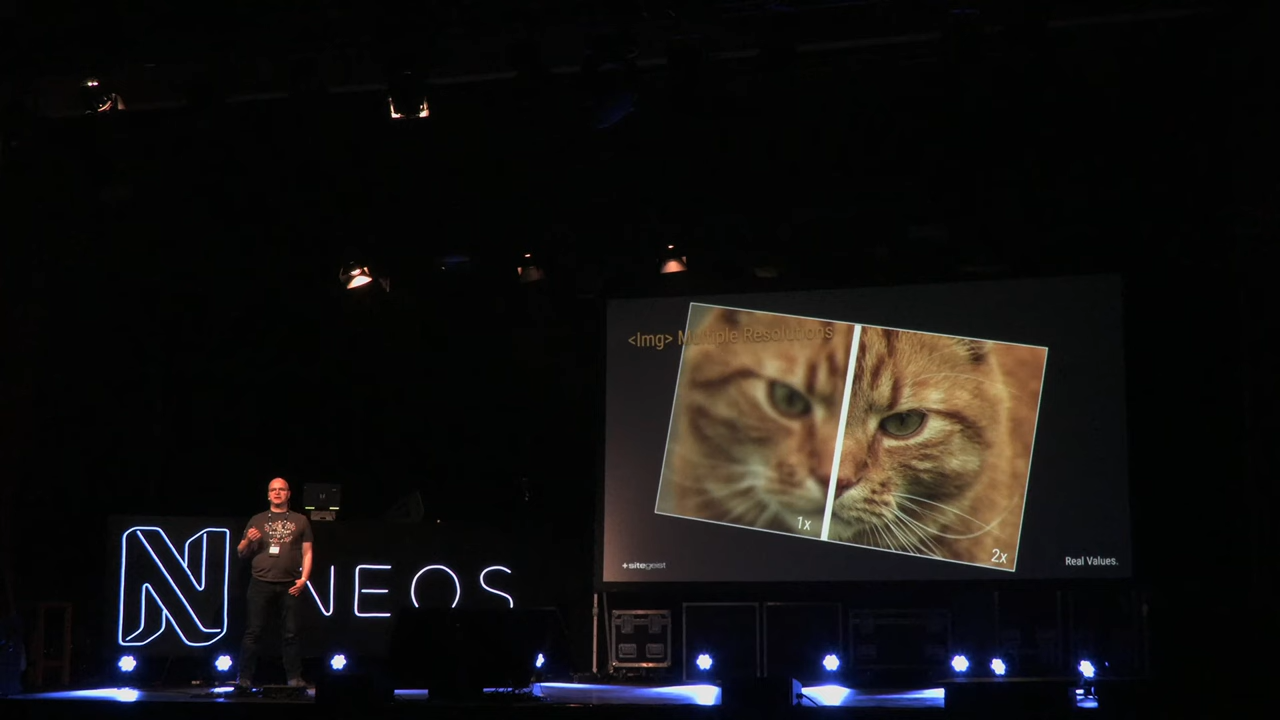 <Img> Multiple Resolutions
1x
2x
+sitegeist
Real Values.
NEOS